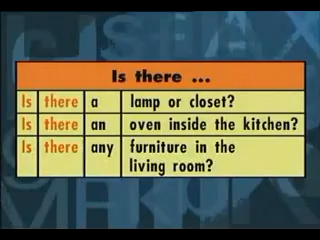 Is there ...
Is there a lamp or closet?
Is there an oven inside the kitchen?
Is there any furniture in the
living room?